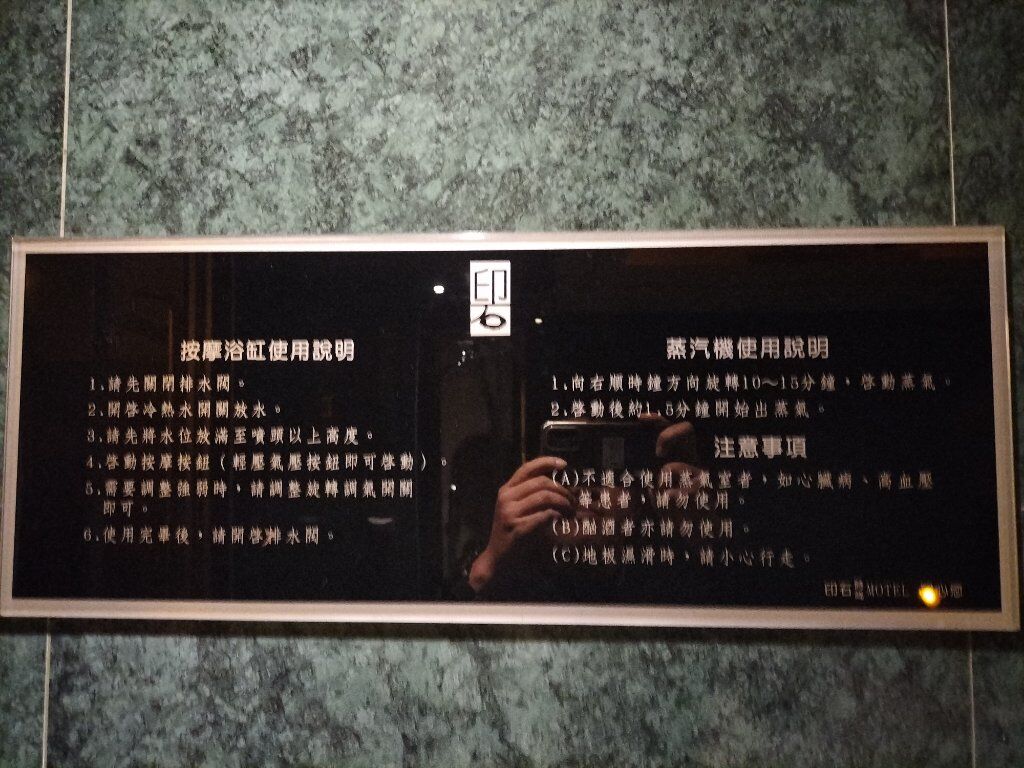 印石
按摩浴缸使用說明
1.請先關閉排水閥。
2.開啓冷熱水開關放水。
3.請先將水位放滿至噴頭以上高度。
4.啓動按摩按鈕(輕壓氣壓按鈕即可啓動)。
5.需要調整強弱時,請調整旋轉調氣開關
即可。
6.使用完畢後,請開啓排水閥。
蒸汽機使用說明
1.向右順時鐘方向旋轉10~15分鐘,啓動蒸氣。
2.啓動後約1.5分鐘開始出蒸氣。
注意事項
(A)不適合使用蒸氣室者,如心臟病、高血壓
等患者,請勿使用。
(B)酗酒者亦請勿使用。
(C)地板濕滑時,請小心行走。
印石 MOTEL